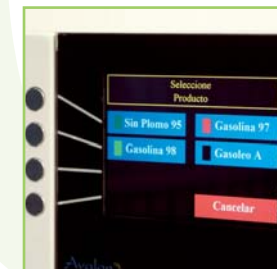 Seleccione
Producto
Sin Plomo 95
Gasolina 97
Gasolina 98
Gasoleo A
Cancelar